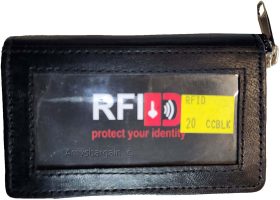 RFID
protect your identity
RFID
20 CCBLK